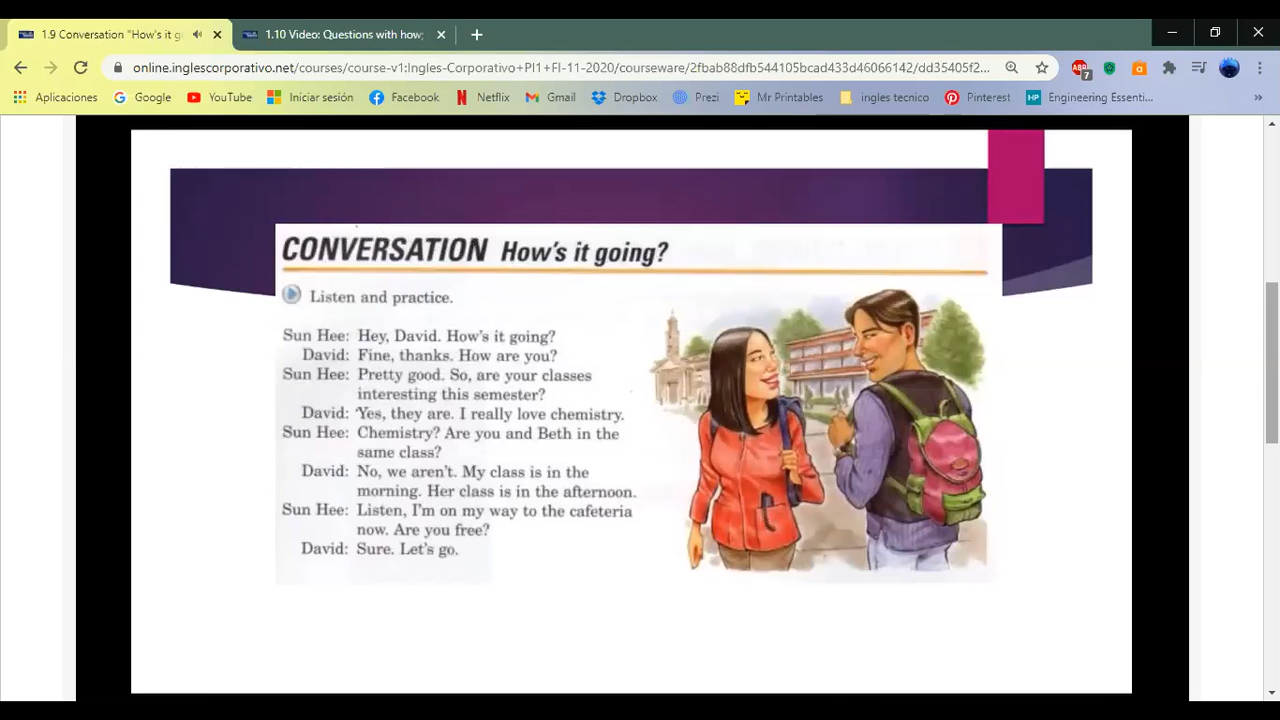 1.9 Conversation "How's it go
1.10 Video: Questions with how;
online.inglescorporativo.net/courses/course-v1:Ingles-Corporativo+PI1+FI-11-2020/courseware/2fbab88dfb544105bcad433d46066142/dd35405f2...
ABP
7
Aplicaciones
Google
YouTube
Iniciar sesión
Facebook
Netflix
Gmail
Dropbox
Prezi
Mr Printables
ingles tecnico
Pinterest
HP
Engineering Essenti...
»
CONVERSATION How's it going?
Listen and practice.
Sun Hee: Hey, David. How's it going?
David: Fine, thanks. How are you?
Sun Hee: Pretty good. So, are your classes
interesting this semester?
David: Yes, they are. I really love chemistry.
Sun Hee: Chemistry? Are you and Beth in the
same class?
David: No, we aren't. My class is in the
morning. Her class is in the afternoon.
Sun Hee: Listen, I'm on my way to the cafeteria
now. Are you free?
David: Sure. Let's go.